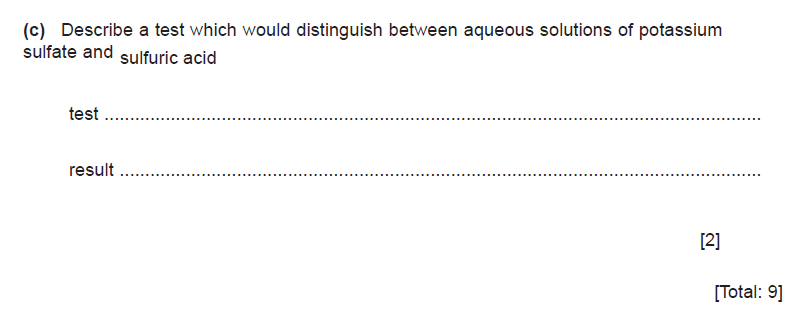 (c) Describe a test which would distinguish between aqueous solutions of potassium
sulfate and sulfuric acid
test ..........................................................................................................................................
result ......................................................................................................................................
[2]
[Total: 9]